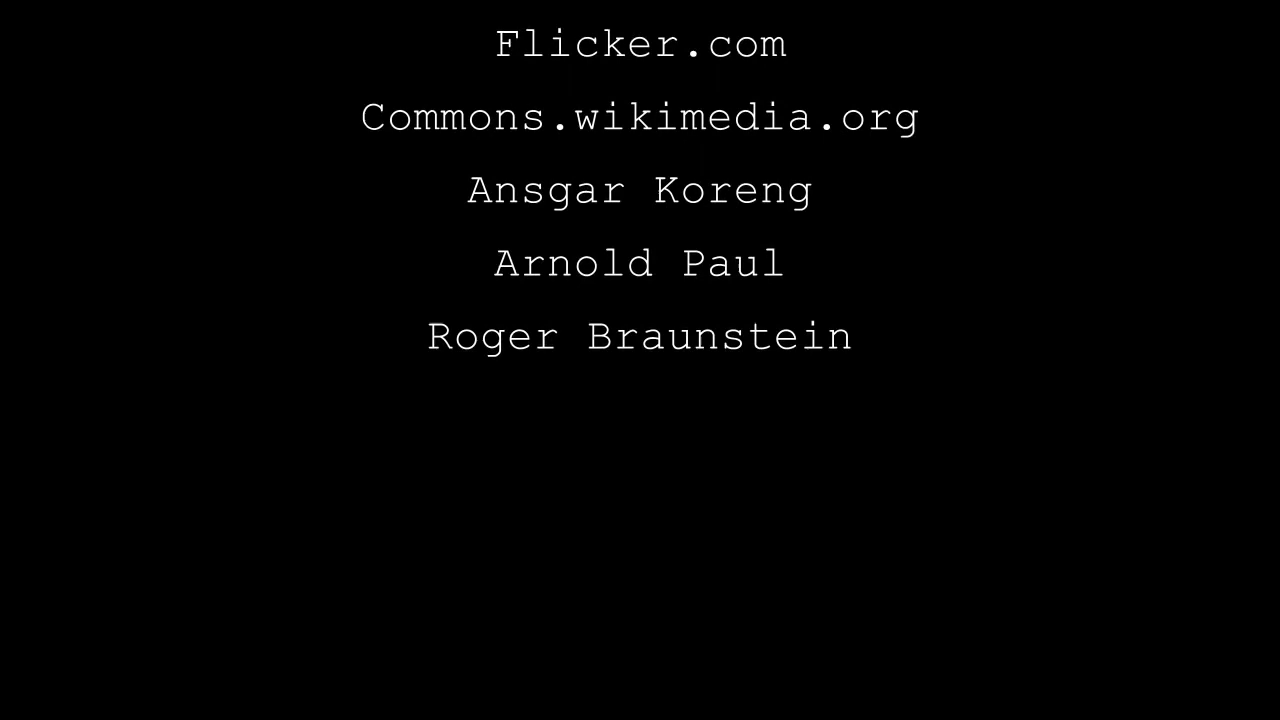 Flicker.com
Commons.wikimedia.org
Ansgar Koreng
Arnold Paul
Roger Braunstein